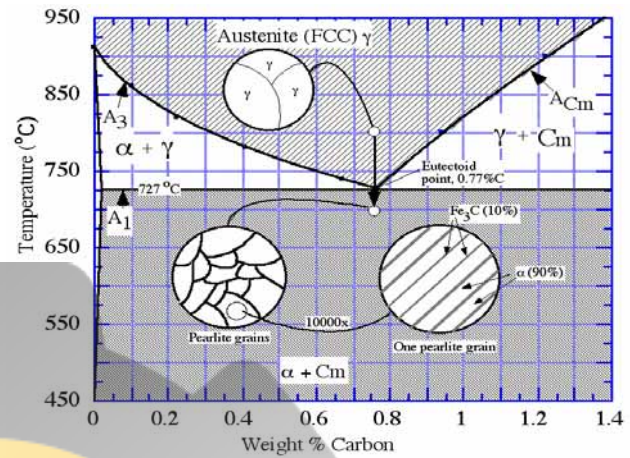 950
Austenite (FCC) γ
γ γ
γ
850
A3
ACm
α + γ
γ + Cm
750
Eutectoid
point, 0.77%C
727 °C
A1
Temperature (°C)
650
Fe3C (10%)
α (90%)
550
10000x
Pearlite grains
One pearlite grain
α + Cm
450
0 0.2 0.4 0.6 0.8 1 1.2 1.4
Weight % Carbon